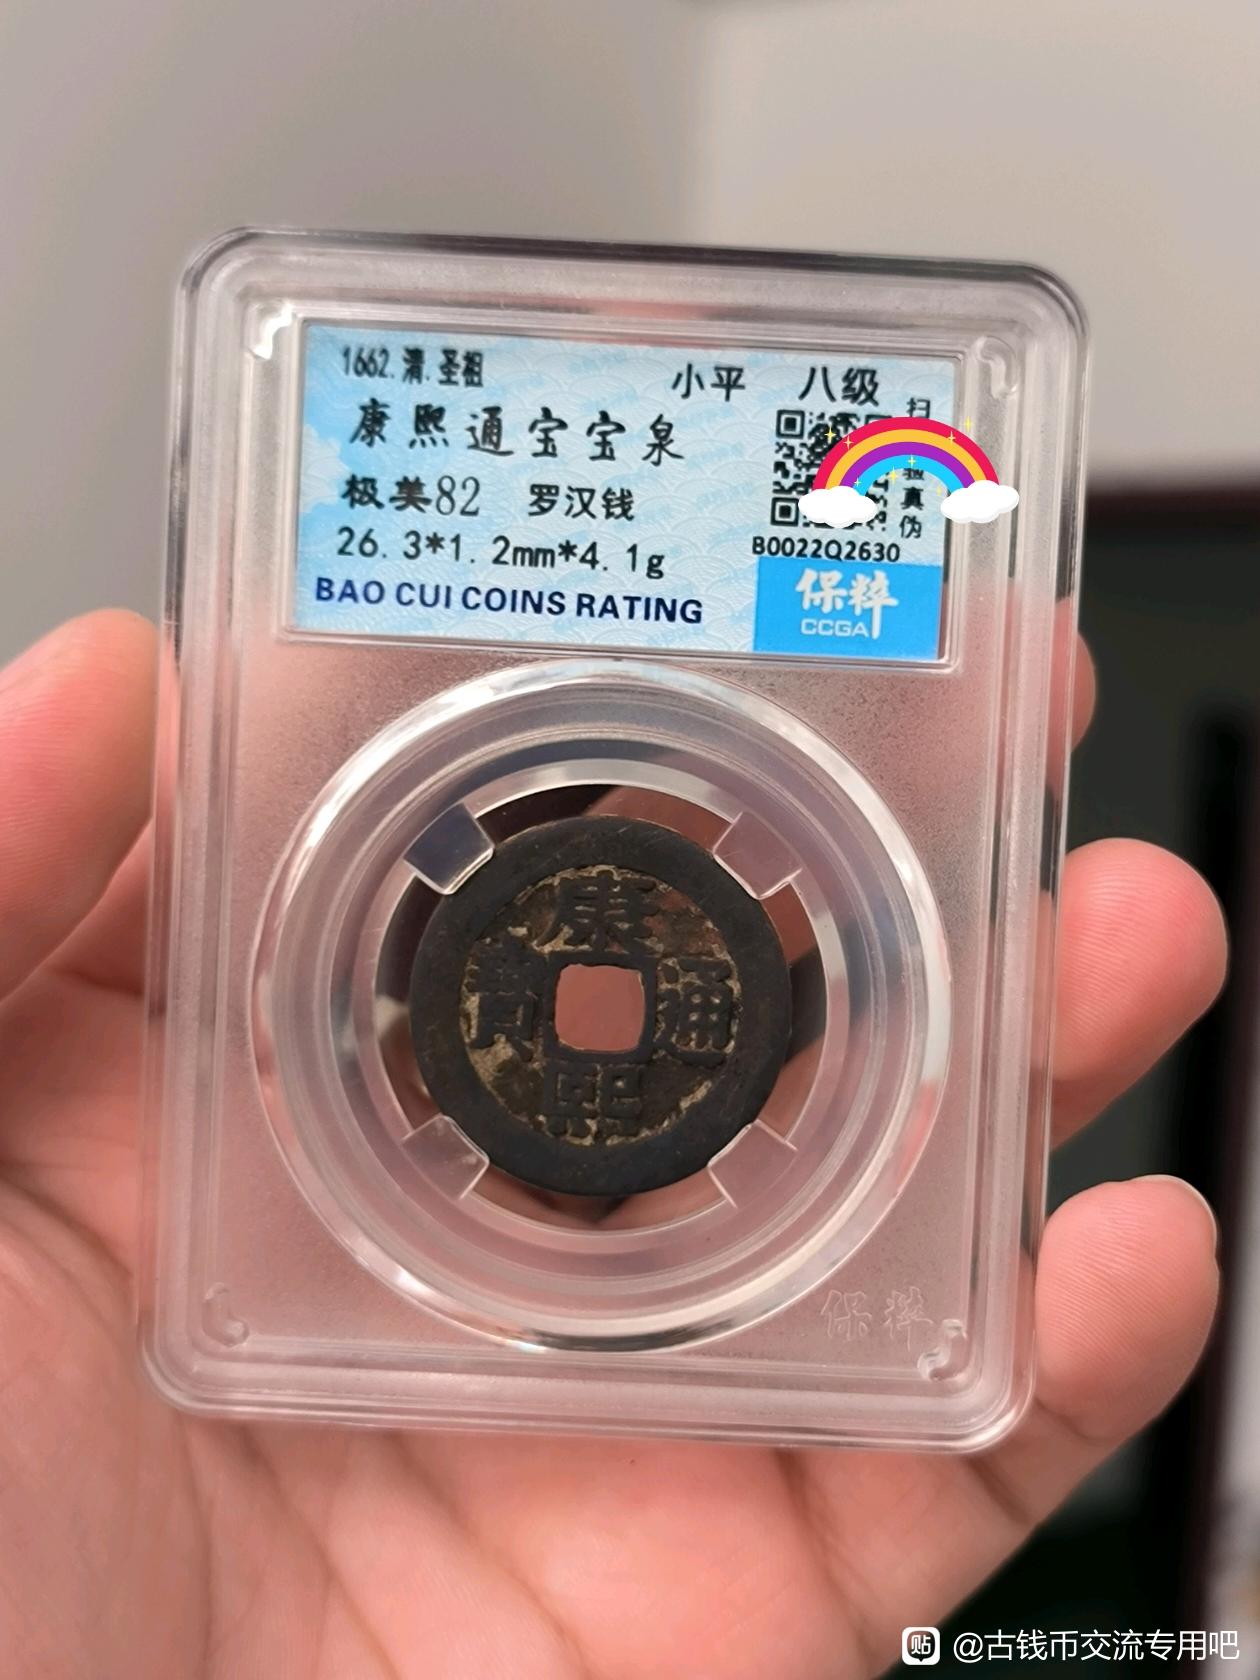 1662.清.圣祖
小平 八级
康熙通宝宝泉
极美82 罗汉钱
26.3*1.2mm*4.1g
BAO CUI COINS RATING
扫
验真伪
B0022Q2630
保粹
CCGA
康熙通寶
保粹
贴 @古钱币交流专用吧